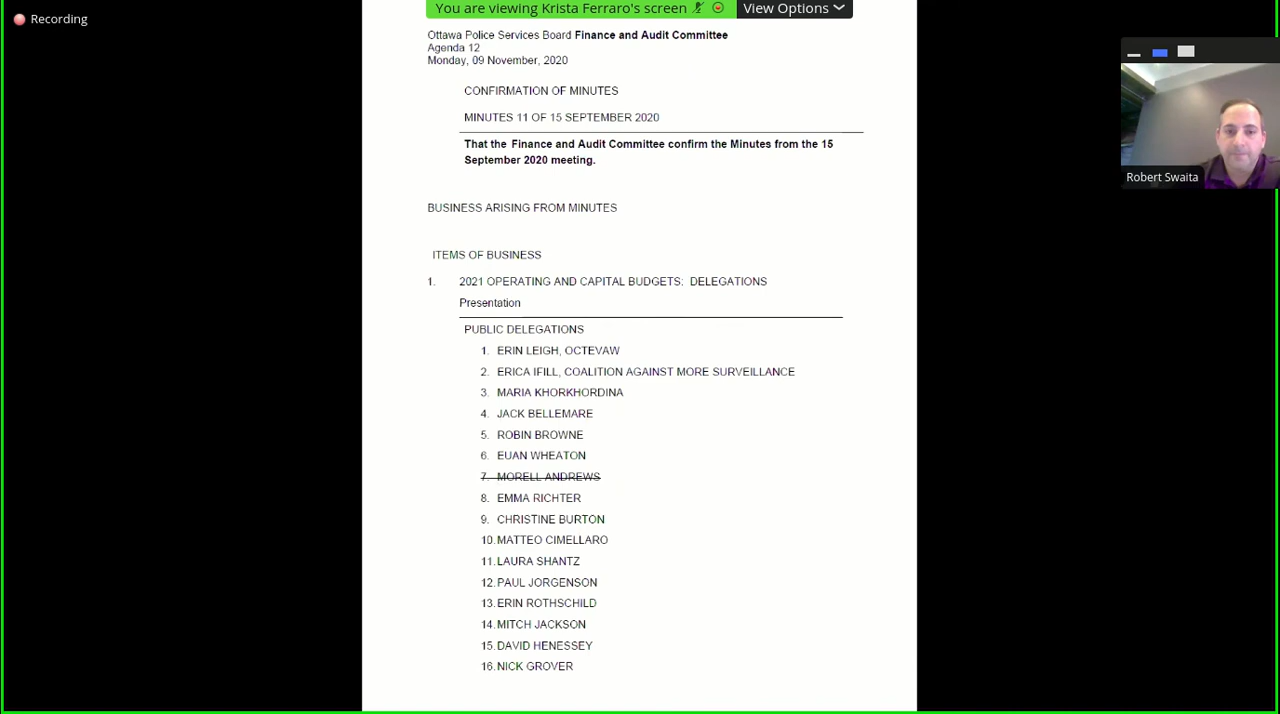 You are viewing Krista Ferraro's screen
View Options
Recording
Ottawa Police Services Board Finance and Audit Committee
Agenda 12
Monday, 09 November, 2020
CONFIRMATION OF MINUTES
MINUTES 11 OF 15 SEPTEMBER 2020
That the Finance and Audit Committee confirm the Minutes from the 15
September 2020 meeting.
Robert Swaita
BUSINESS ARISING FROM MINUTES
ITEMS OF BUSINESS
1. 2021 OPERATING AND CAPITAL BUDGETS: DELEGATIONS
Presentation
PUBLIC DELEGATIONS
1. ERIN LEIGH, OCTEVAW
2. ERICA IFILL, COALITION AGAINST MORE SURVEILLANCE
3. MARIA KHORKHORDINA
4. JACK BELLEMARE
5. ROBIN BROWNE
6. EUAN WHEATON
7. MORELL ANDREWS
8. EMMA RICHTER
9. CHRISTINE BURTON
10. MATTEO CIMELLARO
11. LAURA SHANTZ
12. PAUL JORGENSON
13. ERIN ROTHSCHILD
14. MITCH JACKSON
15. DAVID HENESSEY
16. NICK GROVER